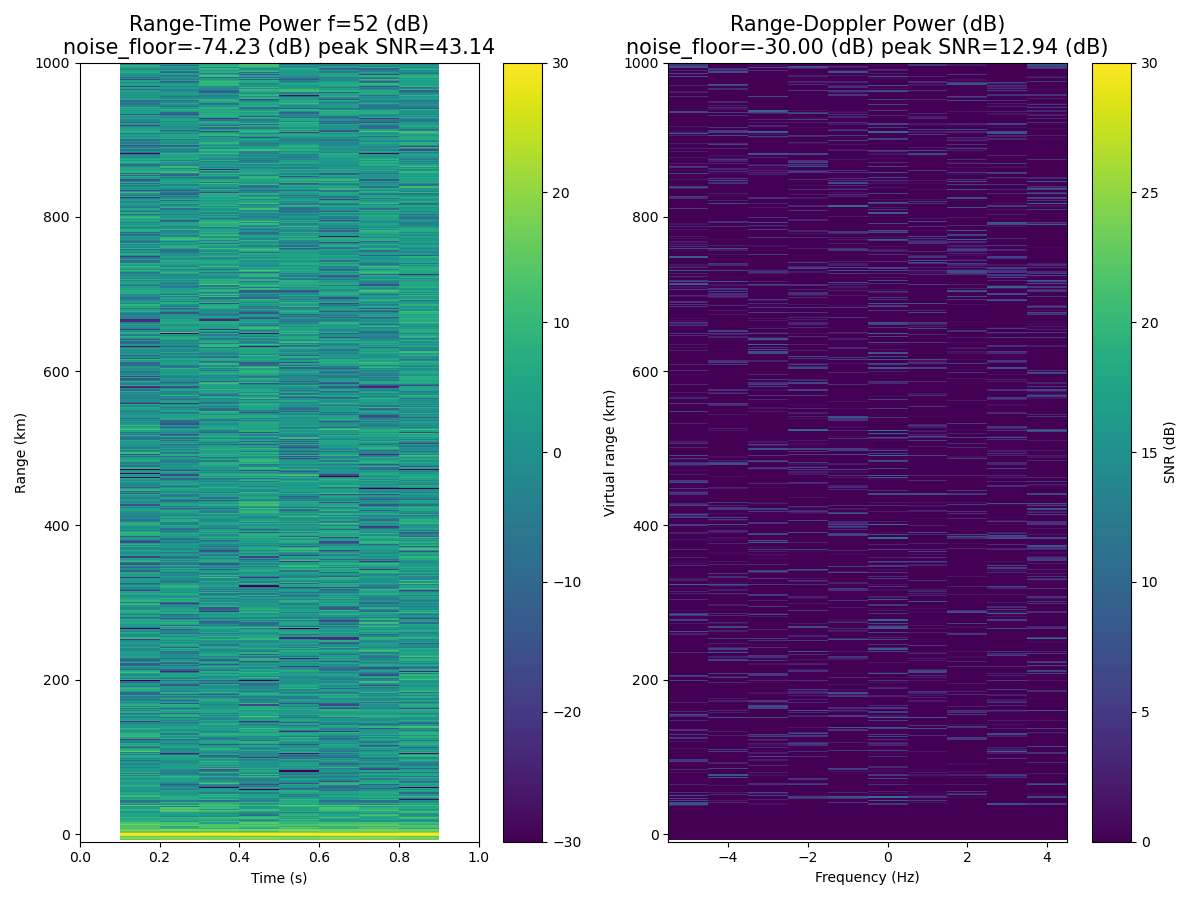 Range-Time Power f=52 (dB)
noise_floor=-74.23 (dB) peak SNR=43.14
1000
800
600
400
200
0
Range (km)
0.0 0.2 0.4 0.6 0.8 1.0
Time (s)
30
20
10
0
−10
−20
−30
Range-Doppler Power (dB)
noise_floor=-30.00 (dB) peak SNR=12.94 (dB)
1000
800
600
400
200
0
Virtual range (km)
−4 −2 0 2 4
Frequency (Hz)
30
25
20
15
10
5
0
SNR (dB)